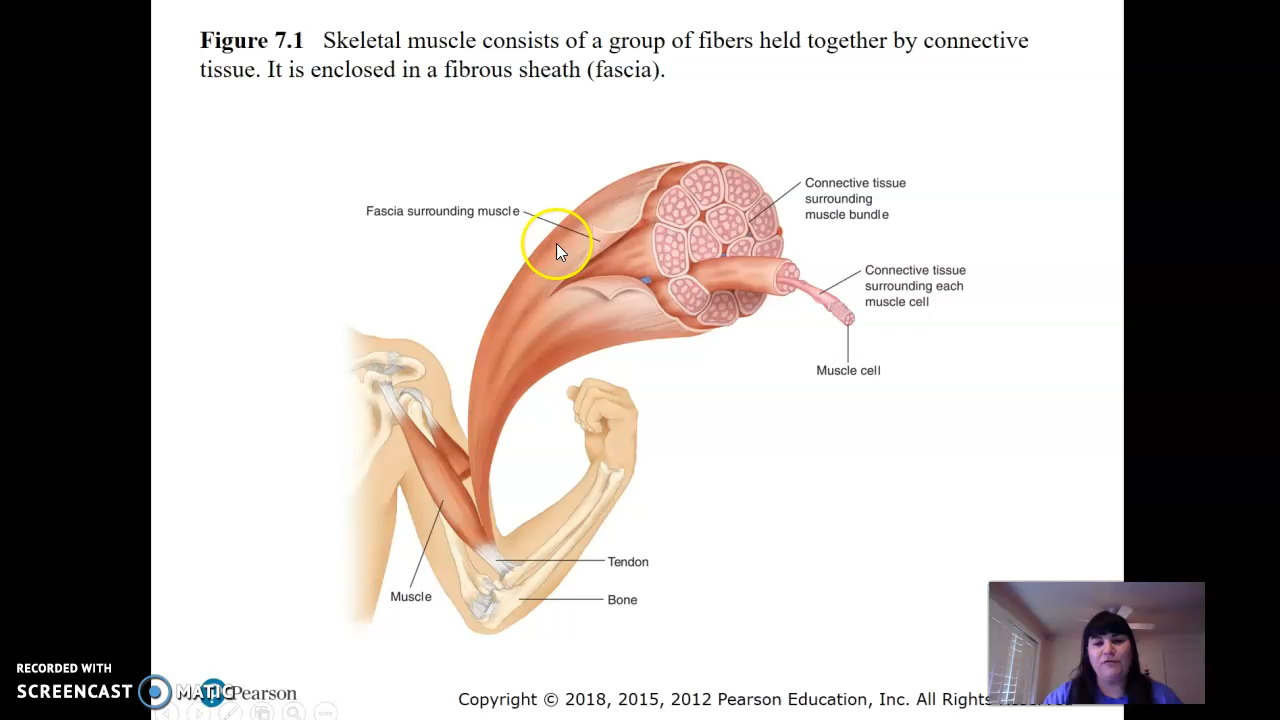 Figure 7.1 Skeletal muscle consists of a group of fibers held together by connective
tissue. It is enclosed in a fibrous sheath (fascia).
Connective tissue
surrounding
muscle bundle
Fascia surrounding muscle
Connective tissue
surrounding each
muscle cell
Muscle cell
Tendon
Muscle
Bone
RECORDED WITH
SCREENCAST MATIC
Pearson
Copyright © 2018, 2015, 2012 Pearson Education, Inc. All Rights